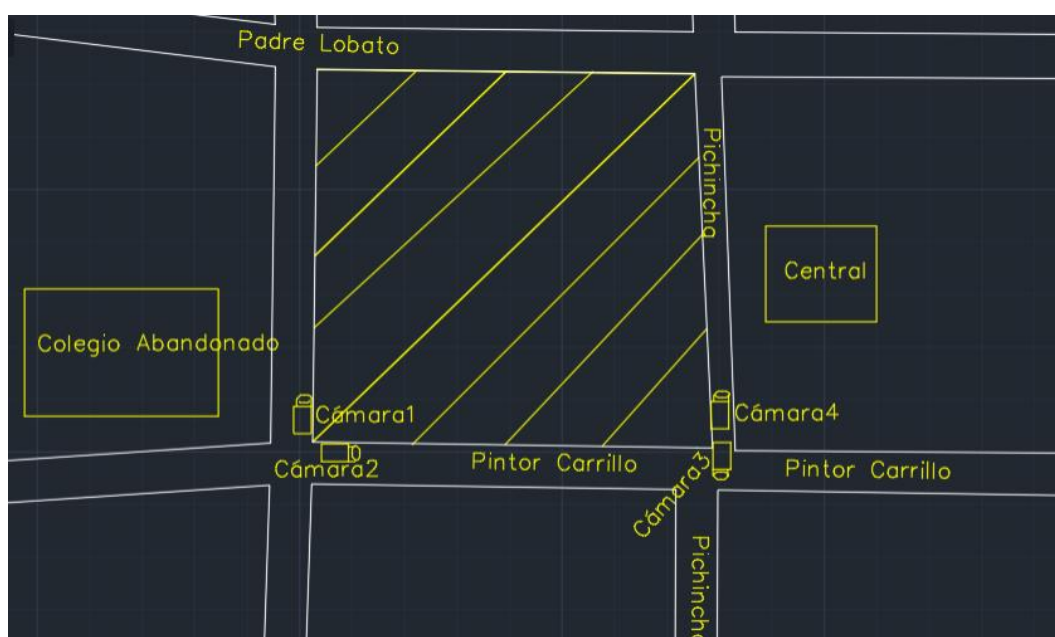 Padre Lobato
Pichincha
Central
Colegio Abandonado
Cámara1
Cámara4
Cámara2
Pintor Carrillo
Cámara3
Pintor Carrillo
Pichincha